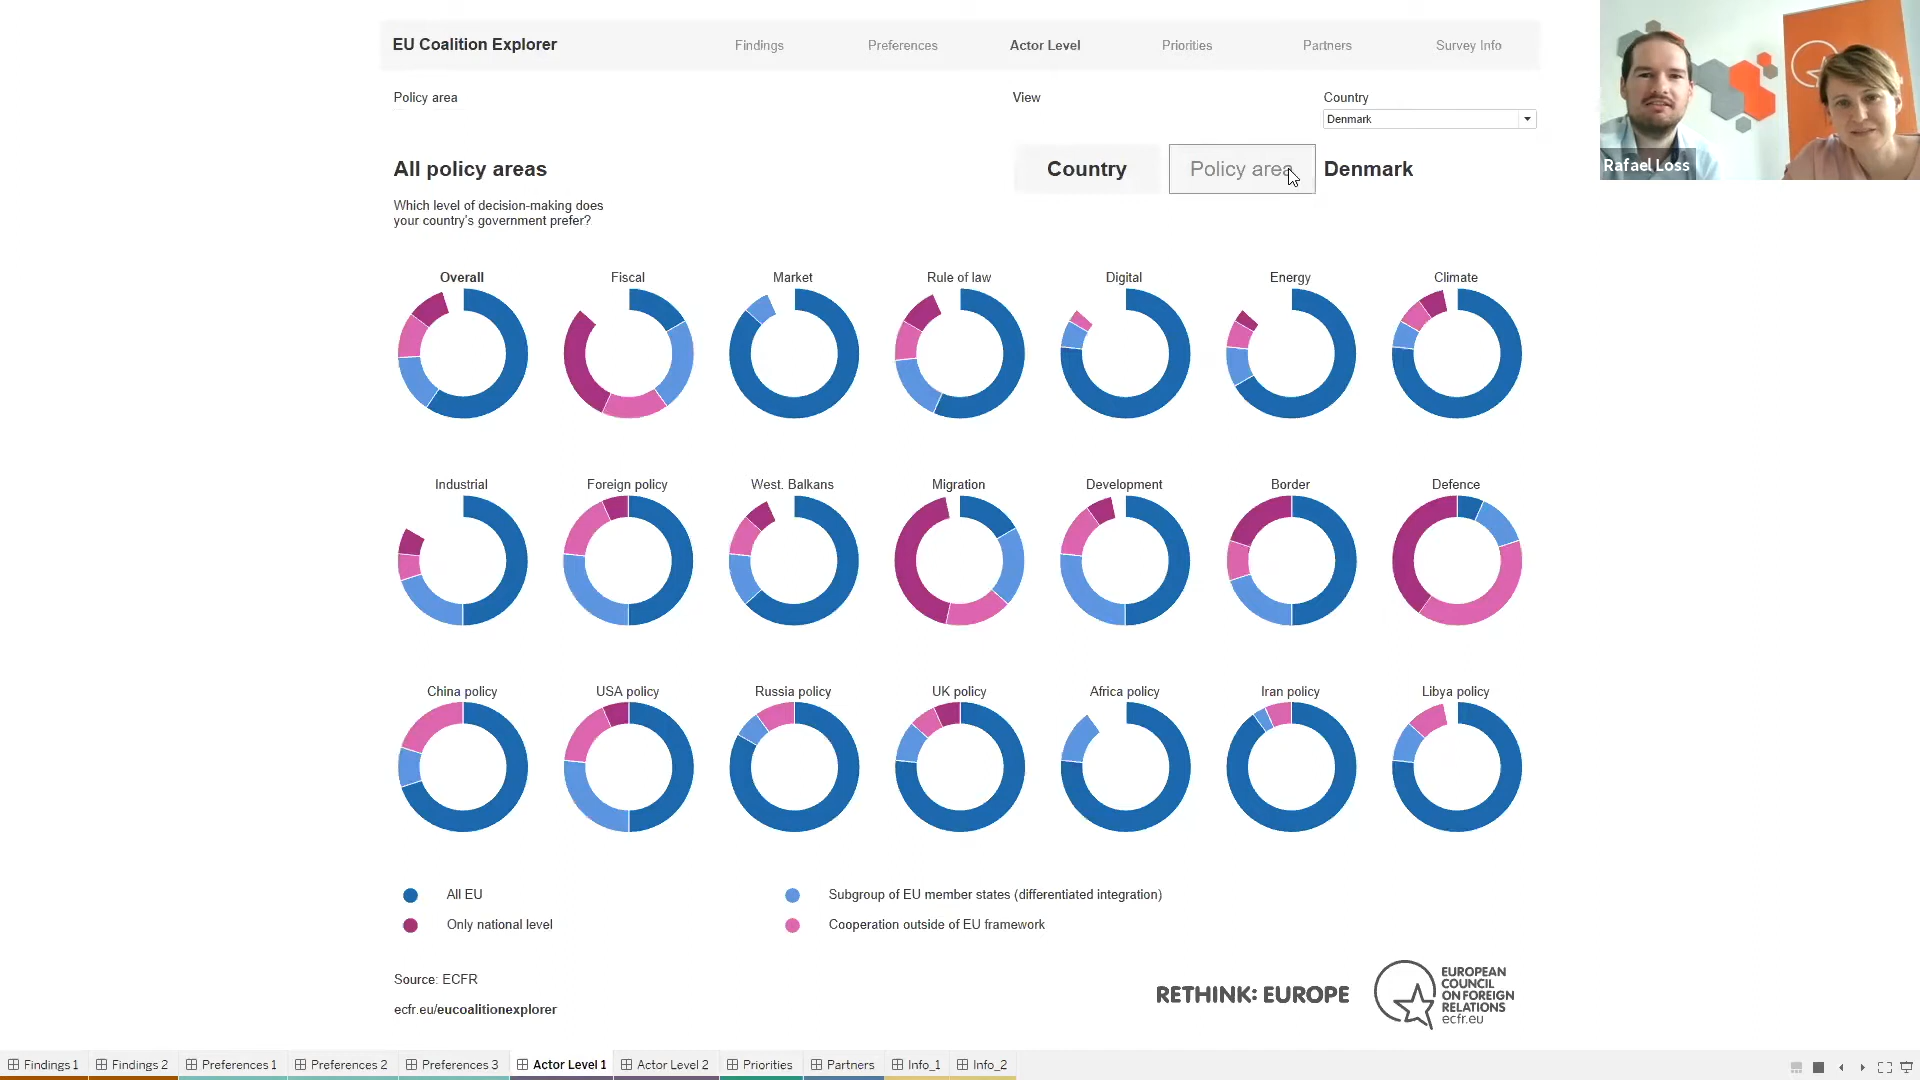 EU Coalition Explorer
Findings
Preferences
Actor Level
Priorities
Partners
Survey Info
Policy area
View
Country
Denmark
All policy areas
Country
Policy area
Denmark
Which level of decision-making does
your country's government prefer?
Overall
Fiscal
Market
Rule of law
Digital
Energy
Climate
Industrial
Foreign policy
West. Balkans
Migration
Development
Border
Defence
China policy
USA policy
Russia policy
UK policy
Africa policy
Iran policy
Libya policy
All EU
Subgroup of EU member states (differentiated integration)
Only national level
Cooperation outside of EU framework
Source: ECFR
ecfr.eu/eucoalitionexplorer
RETHINK: EUROPE
EUROPEAN
COUNCIL
ON FOREIGN
RELATIONS
ecfr.eu
Findings 1
Findings 2
Preferences 1
Preferences 2
Preferences 3
Actor Level 1
Actor Level 2
Priorities
Partners
Info_1
Info_2
Rafael Loss